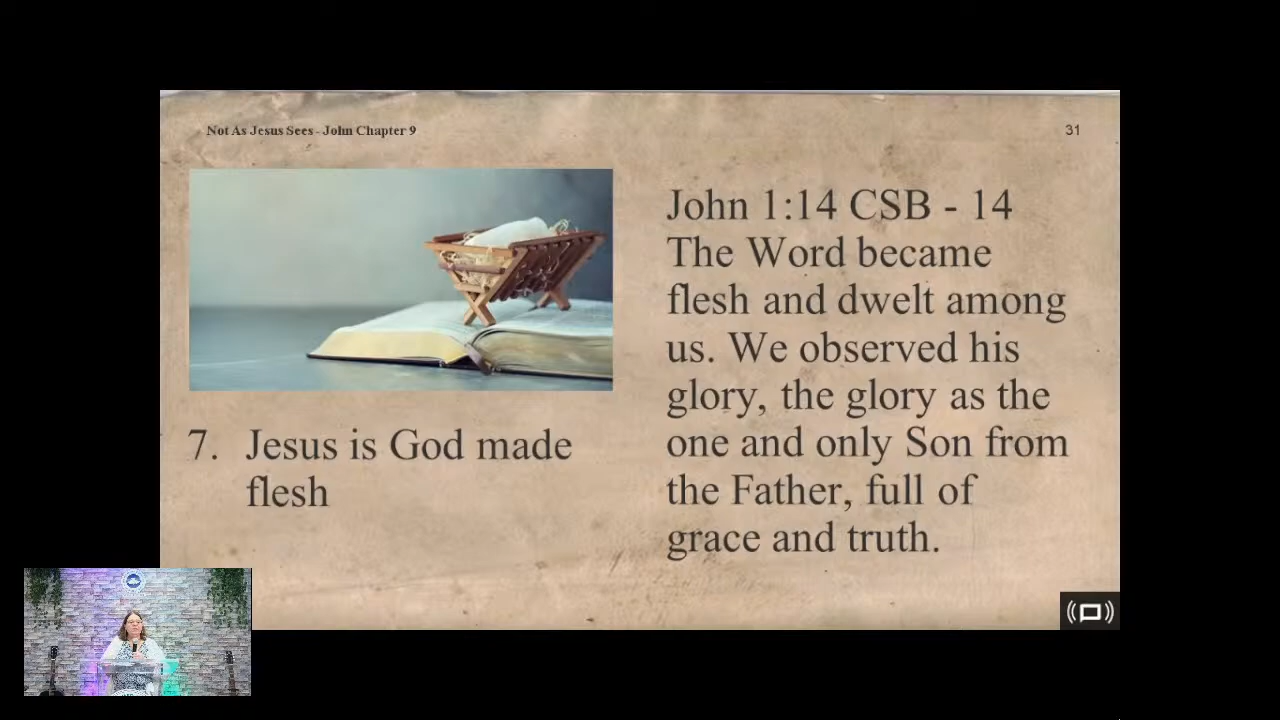 Not As Jesus Sees - John Chapter 9
31
7. Jesus is God made
flesh
John 1:14 CSB - 14
The Word became
flesh and dwelt among
us. We observed his
glory, the glory as the
one and only Son from
the Father, full of
grace and truth.